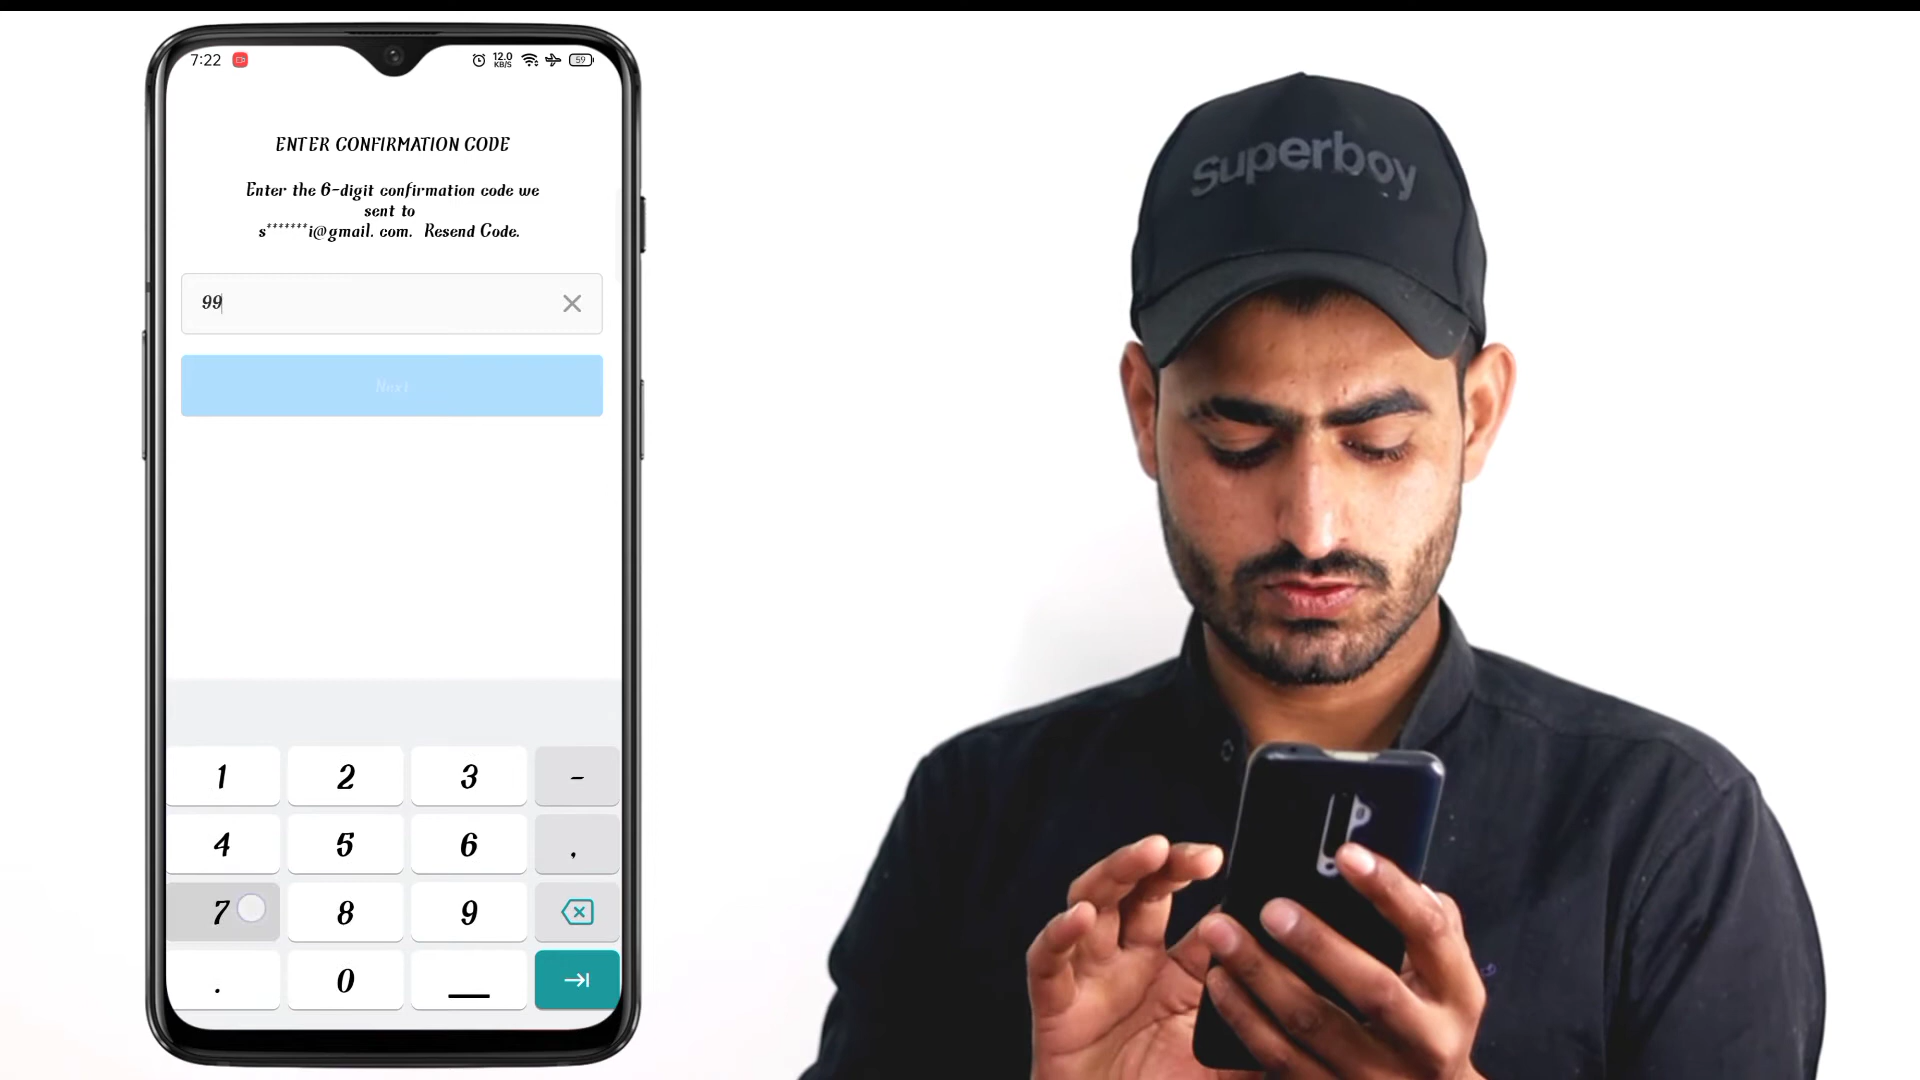 7:22
12.0
KB/S
59
ENTER CONFIRMATION CODE
Enter the 6-digit confirmation code we
sent to
s*******i@gmail. com. Resend Code.
99
Next
1 2 3 -
4 5 6 ,
7 8 9
. 0
Superboy